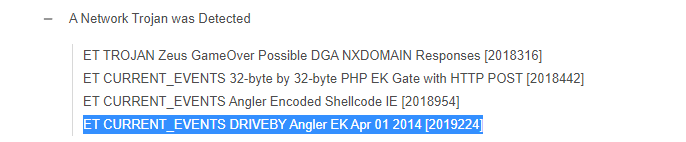 – A Network Trojan was Detected
ET TROJAN Zeus GameOver Possible DGA NXDOMAIN Responses [2018316]
ET CURRENT_EVENTS 32-byte by 32-byte PHP EK Gate with HTTP POST [2018442]
ET CURRENT_EVENTS Angler Encoded Shellcode IE [2018954]
ET CURRENT_EVENTS DRIVEBY Angler EK Apr 01 2014 [2019224]